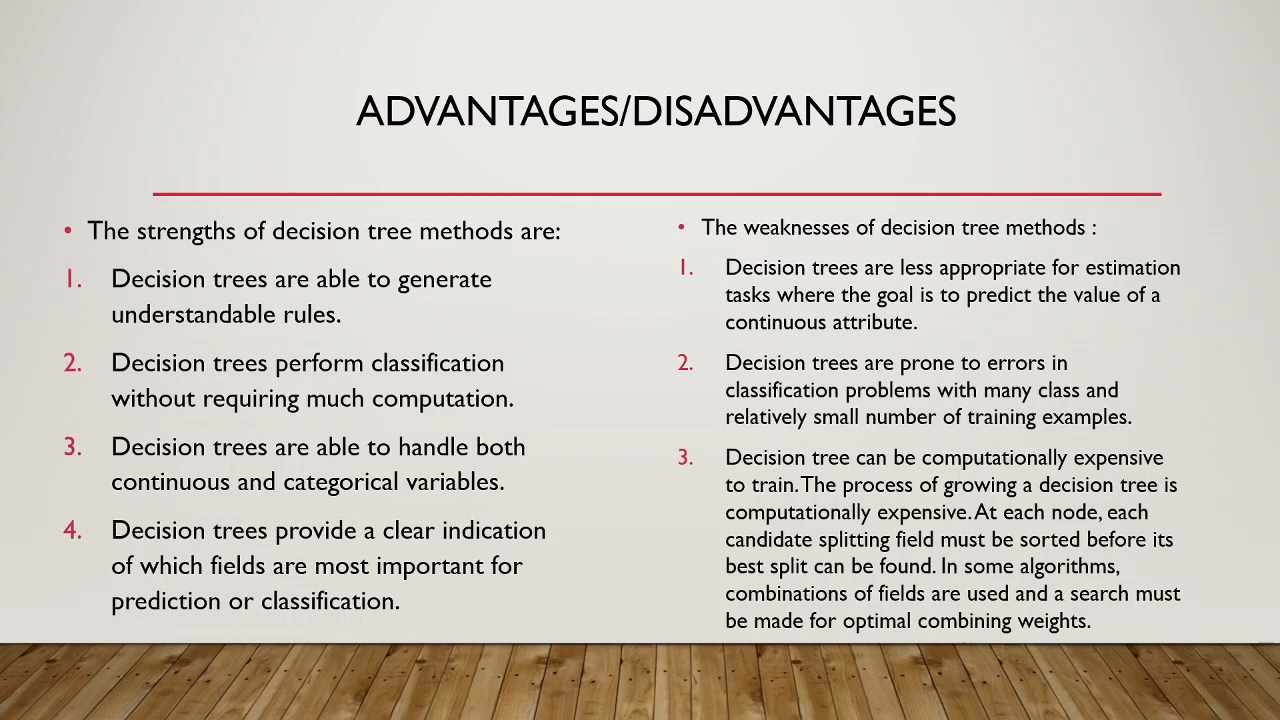 ADVANTAGES/DISADVANTAGES
• The strengths of decision tree methods are:
1. Decision trees are able to generate
understandable rules.
2. Decision trees perform classification
without requiring much computation.
3. Decision trees are able to handle both
continuous and categorical variables.
4. Decision trees provide a clear indication
of which fields are most important for
prediction or classification.
• The weaknesses of decision tree methods :
1. Decision trees are less appropriate for estimation
tasks where the goal is to predict the value of a
continuous attribute.
2. Decision trees are prone to errors in
classification problems with many class and
relatively small number of training examples.
3. Decision tree can be computationally expensive
to train. The process of growing a decision tree is
computationally expensive. At each node, each
candidate splitting field must be sorted before its
best split can be found. In some algorithms,
combinations of fields are used and a search must
be made for optimal combining weights.